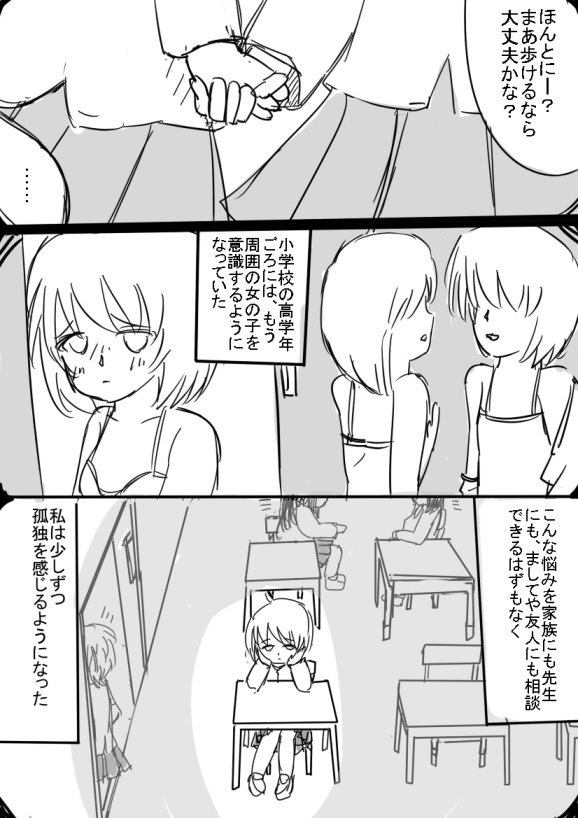 ほんとにー？
まあ歩けるなら
大丈夫かな？
……
小学校の高学年
ごろには、もう
周囲の女の子を
意識するように
なっていた
こんな悩みを家族にも先生
にも、ましてや友人にも相談
できるはずもなく
私は少しずつ
孤独を感じるようになった